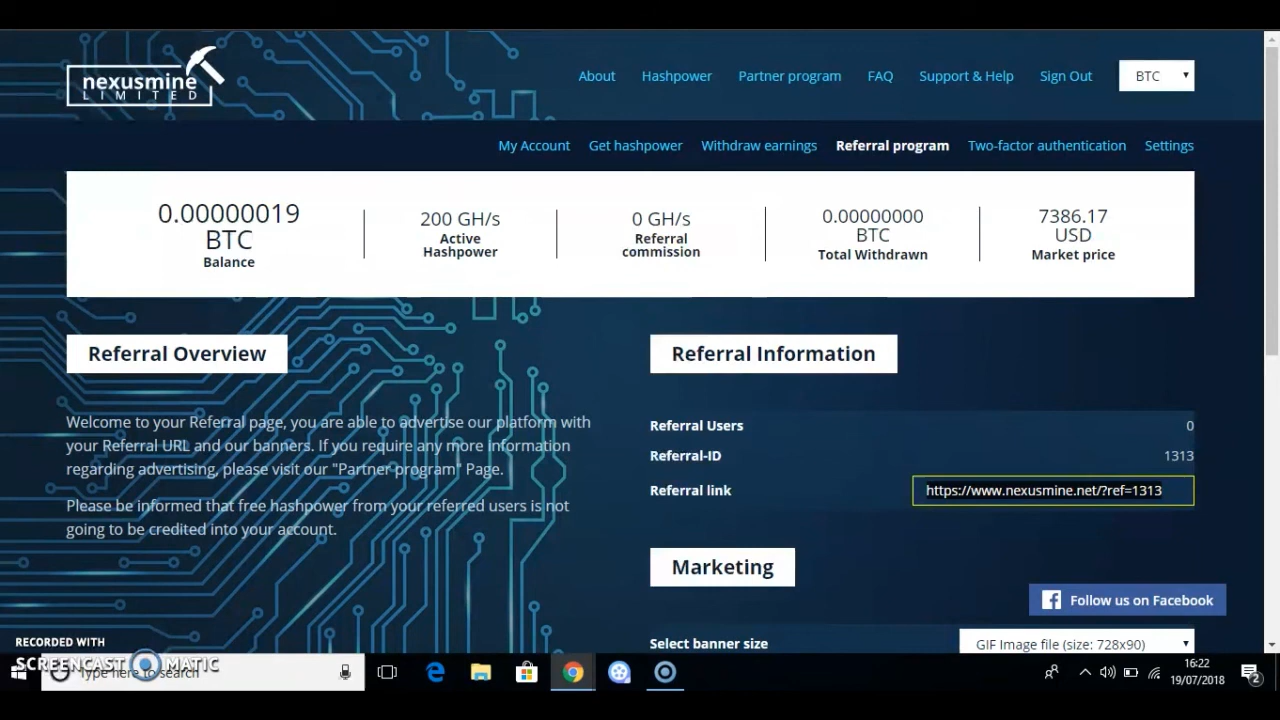 nexusmine
LIMITED
About Hashpower Partner program FAQ Support & Help Sign Out BTC
My Account Get hashpower Withdraw earnings Referral program Two-factor authentication Settings
0.00000019
BTC
Balance
200 GH/s
Active
Hashpower
0 GH/s
Referral
commission
0.00000000
BTC
Total Withdrawn
7386.17
USD
Market price
Referral Overview
Welcome to your Referral page, you are able to advertise our platform with
your Referral URL and our banners. If you require any more information
regarding advertising, please visit our "Partner program" Page.
Please be informed that free hashpower from your referred users is not
going to be credited into your account.
Referral Information
Referral Users 0
Referral-ID 1313
Referral link https://www.nexusmine.net/?ref=1313
Marketing
Follow us on Facebook
Select banner size GIF Image file (size: 728x90)
RECORDED WITH
SCREENCAST MATIC
Type here to search
16:22
19/07/2018
2